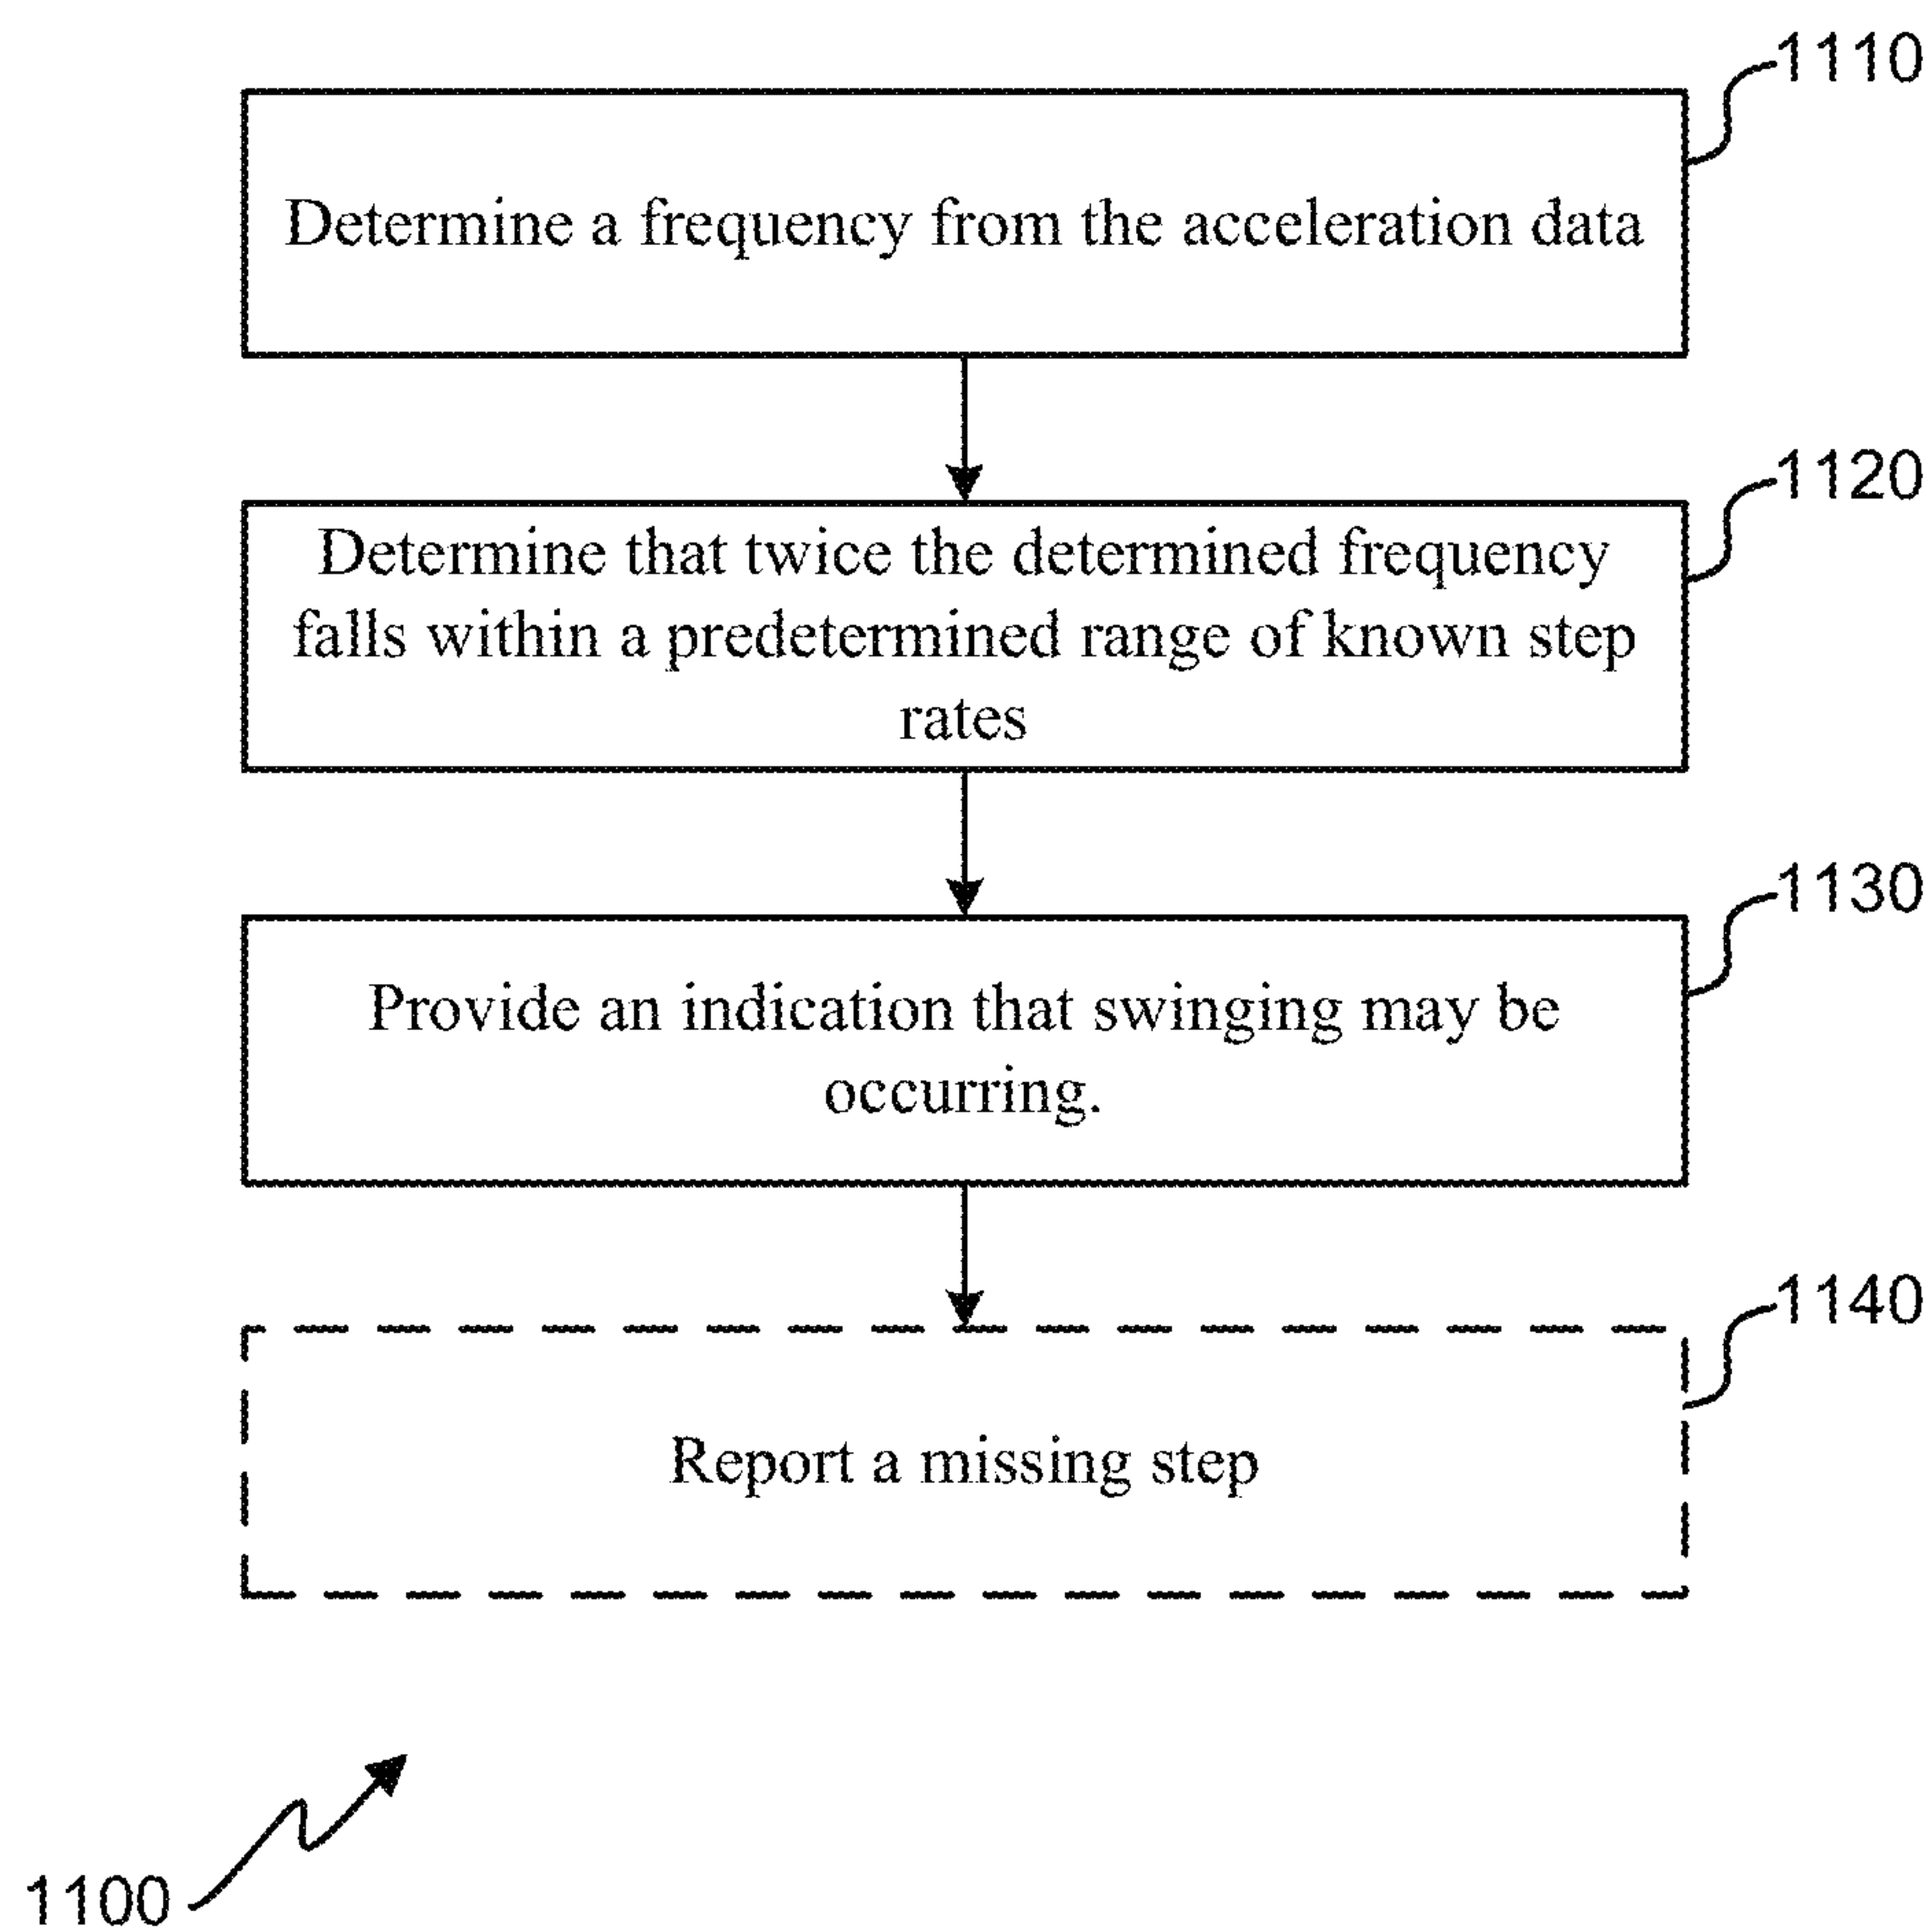 1110
Determine a frequency from the acceleration data
1120
Determine that twice the determined frequency
falls within a predetermined range of known step
rates
1130
Provide an indication that swinging may be
occurring.
1140
Report a missing step
1100